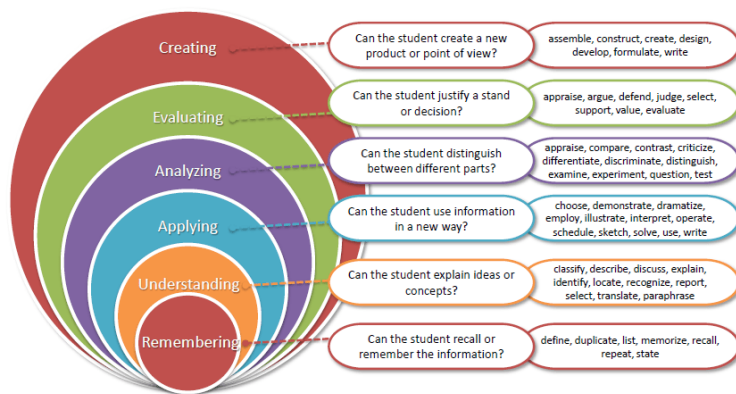 Creating
Can the student create a new
product or point of view?
assemble, construct, create, design,
develop, formulate, write
Evaluating
Can the student justify a stand
or decision?
appraise, argue, defend, judge, select,
support, value, evaluate
Analyzing
Can the student distinguish
between different parts?
appraise, compare, contrast, criticize,
differentiate, discriminate, distinguish,
examine, experiment, question, test
Applying
Can the student use information
in a new way?
choose, demonstrate, dramatize,
employ, illustrate, interpret, operate,
schedule, sketch, solve, use, write
Understanding
Can the student explain ideas or
concepts?
classify, describe, discuss, explain,
identify, locate, recognize, report,
select, translate, paraphrase
Remembering
Can the student recall or
remember the information?
define, duplicate, list, memorize, recall,
repeat, state